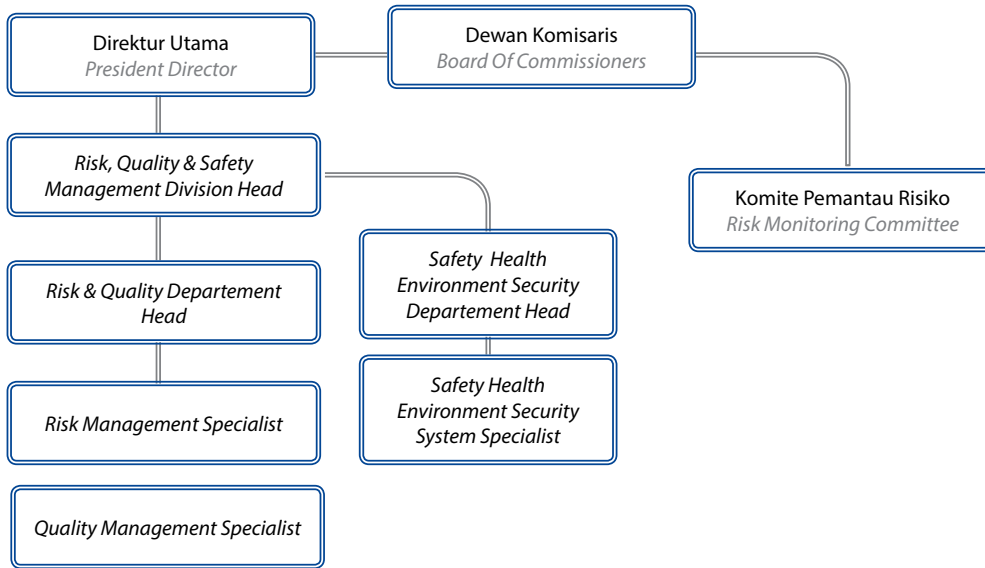 Direktur Utama
President Director
Dewan Komisaris
Board Of Commissioners
Risk, Quality & Safety
Management Division Head
Komite Pemantau Risiko
Risk Monitoring Committee
Risk & Quality Departement
Head
Safety Health
Environment Security
Departement Head
Risk Management Specialist
Safety Health
Environment Security
System Specialist
Quality Management Specialist